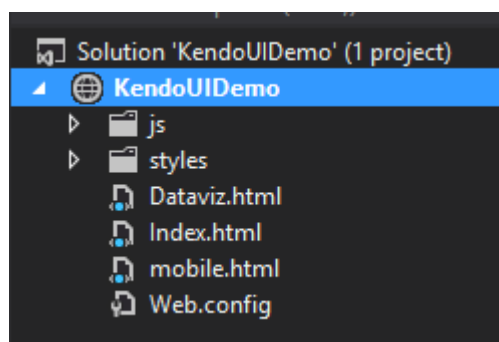 Solution 'KendoUIDemo' (1 project)
KendoUIDemo
js
styles
Dataviz.html
Index.html
mobile.html
Web.config